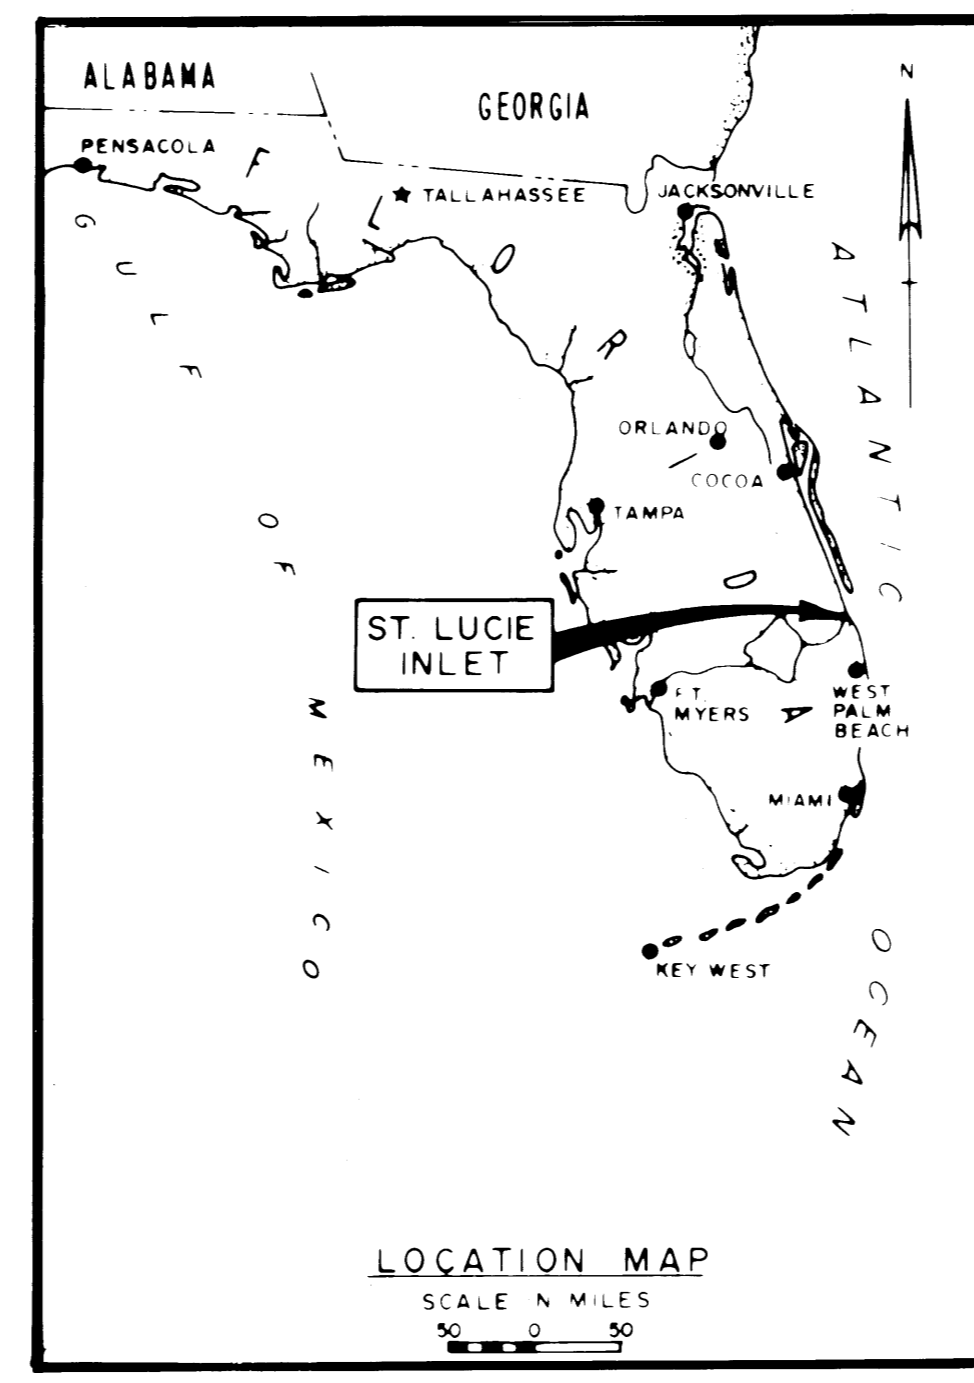 ALABAMA
GEORGIA
N
PENSACOLA
TALLAHASSEE
JACKSONVILLE
FLORIDA
GULF OF MEXICO
ATLANTIC OCEAN
ORLANDO
COCOA
TAMPA
ST. LUCIE
INLET
FT.
MYERS
WEST
PALM
BEACH
MIAMI
KEY WEST
LOCATION MAP
SCALE IN MILES
50 0 50